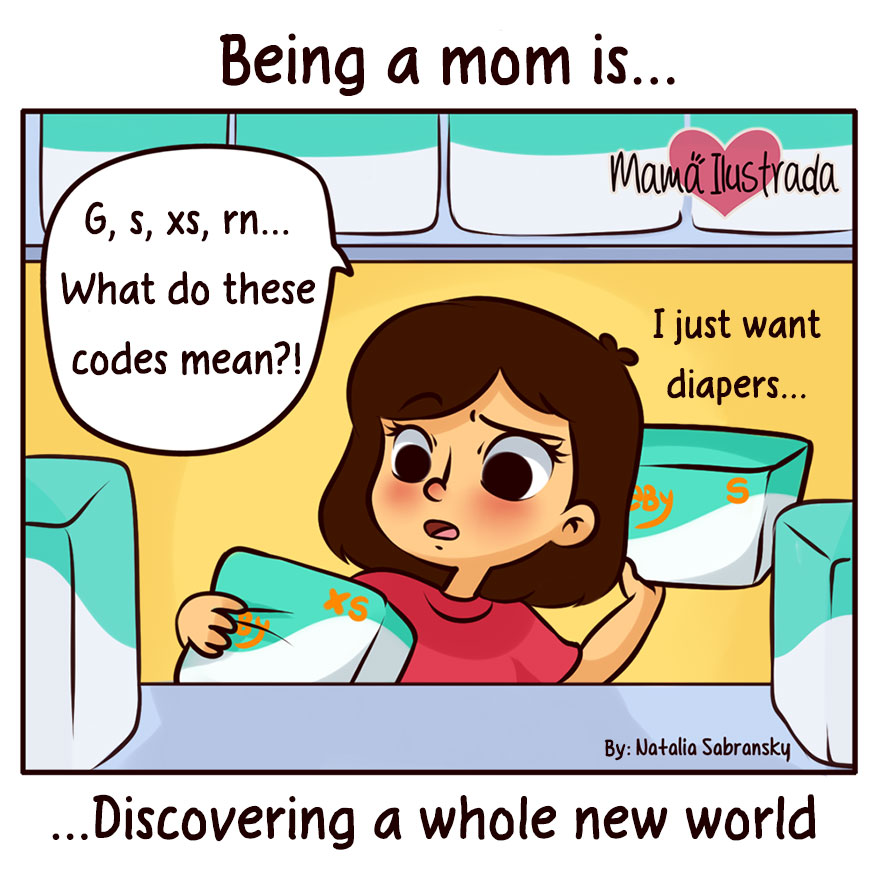 Being a mom is...
Mamá Ilustrada
G, s, xs, rn...
What do these
codes mean?!
I just want
diapers...
BBy S
By XS
By: Natalia Sabransky
...Discovering a whole new world